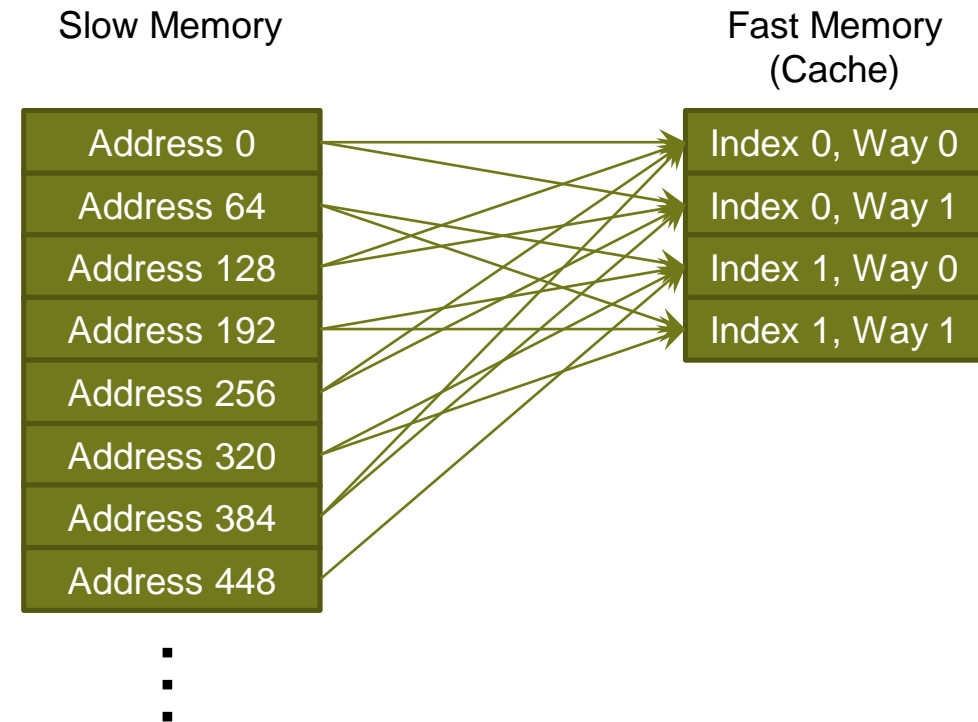 Slow Memory
Address 0
Address 64
Address 128
Address 192
Address 256
Address 320
Address 384
Address 448
Fast Memory
(Cache)
Index 0, Way 0
Index 0, Way 1
Index 1, Way 0
Index 1, Way 1